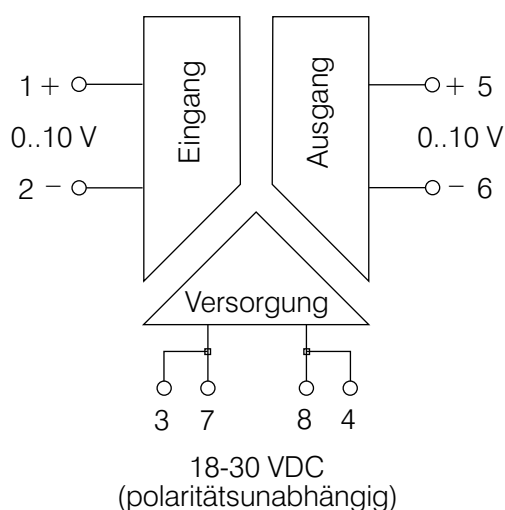 Eingang
Ausgang
1 +
+ 5
0..10 V
0..10 V
2 −
− 6
Versorgung
3 7 8 4
18-30 VDC
(polaritätsunabhängig)